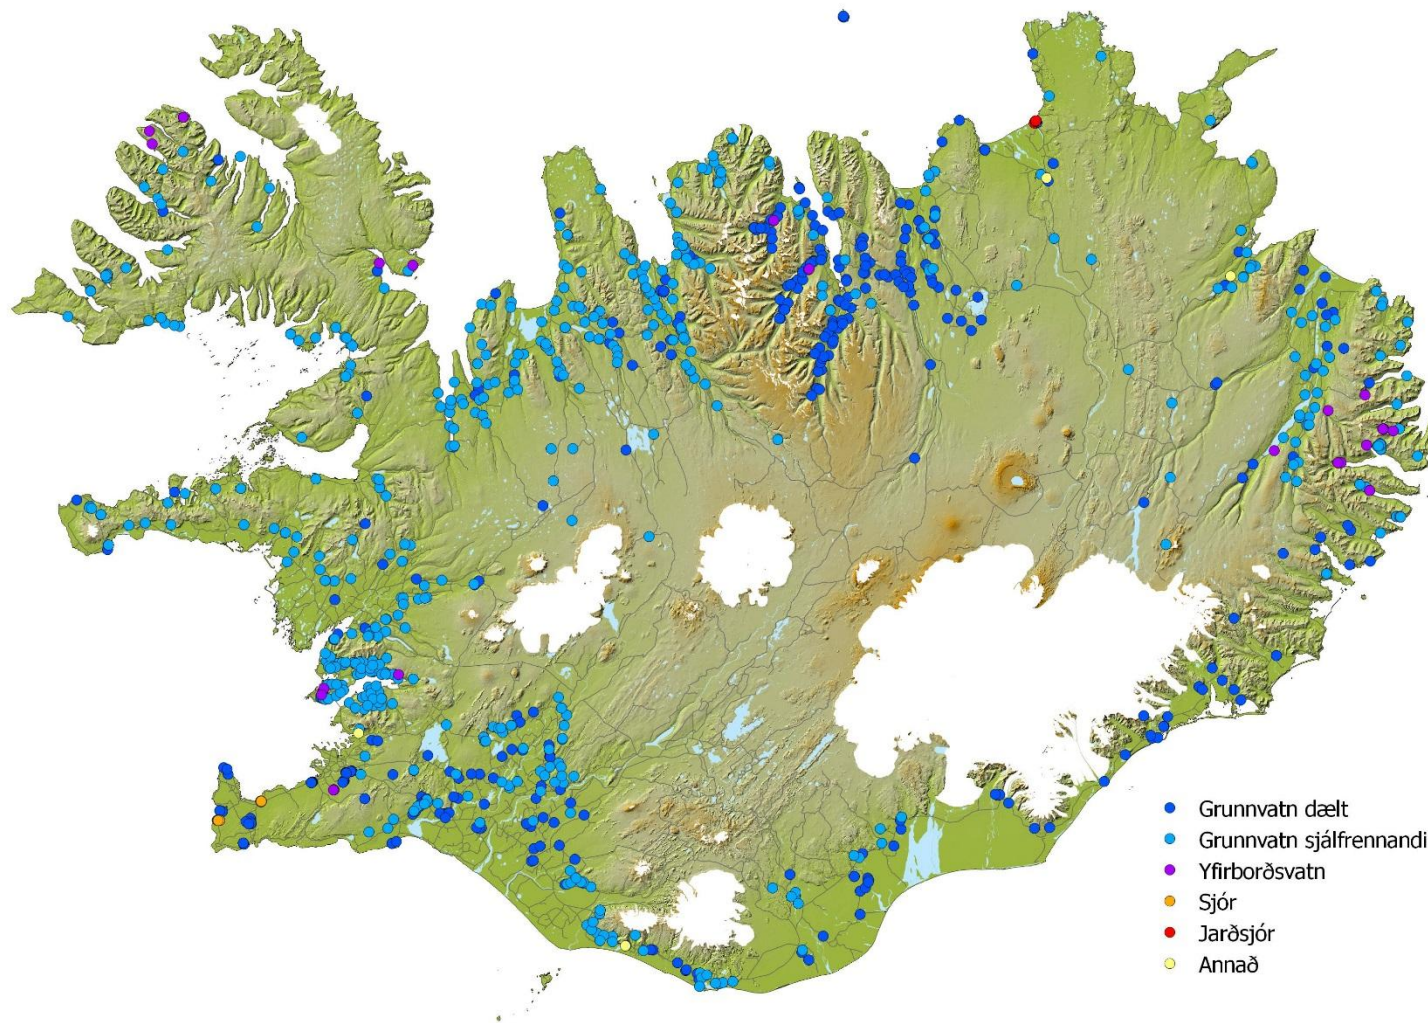 Grunnvatn dælt
Grunnvatn sjálfrennandi
Yfirborðsvatn
Sjór
Jarðsjór
Annað